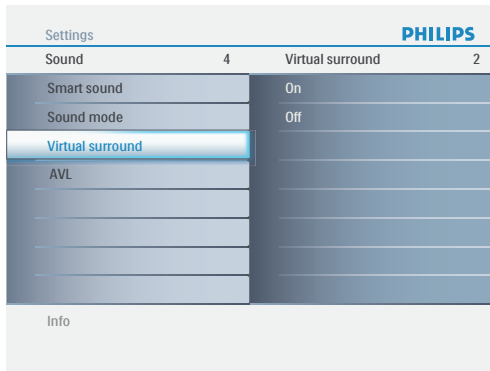 Settings PHILIPS
Sound 4 Virtual surround 2
Smart sound On
Sound mode Off
Virtual surround
AVL
Info